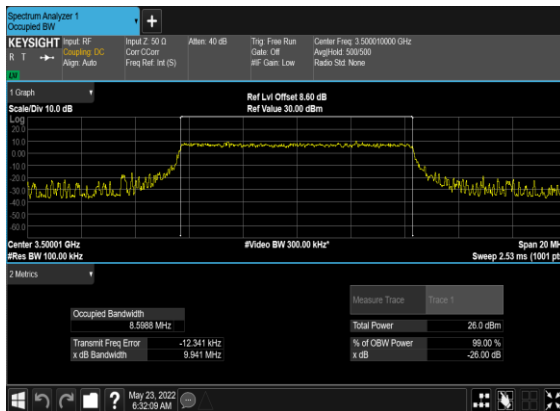 Spectrum Analyzer 1
Occupied BW
KEYSIGHT
R T
Input: RF
Coupling: DC
Align: Auto
Input Z: 50 Ω
Corr CCorr
Freq Ref: Int (S)
Atten: 40 dB
Trig: Free Run
Gate: Off
#IF Gain: Low
Center Freq: 3.500010000 GHz
Avg|Hold: 500/500
Radio Std: None
1 Graph
Scale/Div 10.0 dB
Ref Lvl Offset 8.60 dB
Ref Value 30.00 dBm
Log
20.0
10.0
0.00
-10.0
-20.0
-30.0
-40.0
-50.0
-60.0
Center 3.50001 GHz
#Res BW 100.00 kHz
#Video BW 300.00 kHz*
Span 20 MH
Sweep 2.53 ms (1001 pts
2 Metrics
Measure Trace
Trace 1
Occupied Bandwidth
8.5988 MHz
Total Power
26.0 dBm
Transmit Freq Error
-12.341 kHz
% of OBW Power
99.00 %
x dB Bandwidth
9.941 MHz
x dB
-26.00 dB
?
May 23, 2022
6:32:09 AM